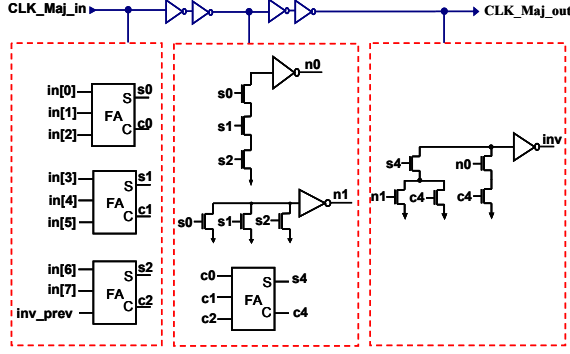 CLK_Maj_in
CLK_Maj_out
in[0]
in[1]
in[2]
S
FA
C
s0
c0
in[3]
in[4]
in[5]
S
FA
C
s1
c1
in[6]
in[7]
inv_prev
S
FA
C
s2
c2
s0
s1
s2
n0
s0
s1
s2
n1
c0
c1
c2
S
FA
C
s4
c4
s4
n1
c4
n0
c4
inv